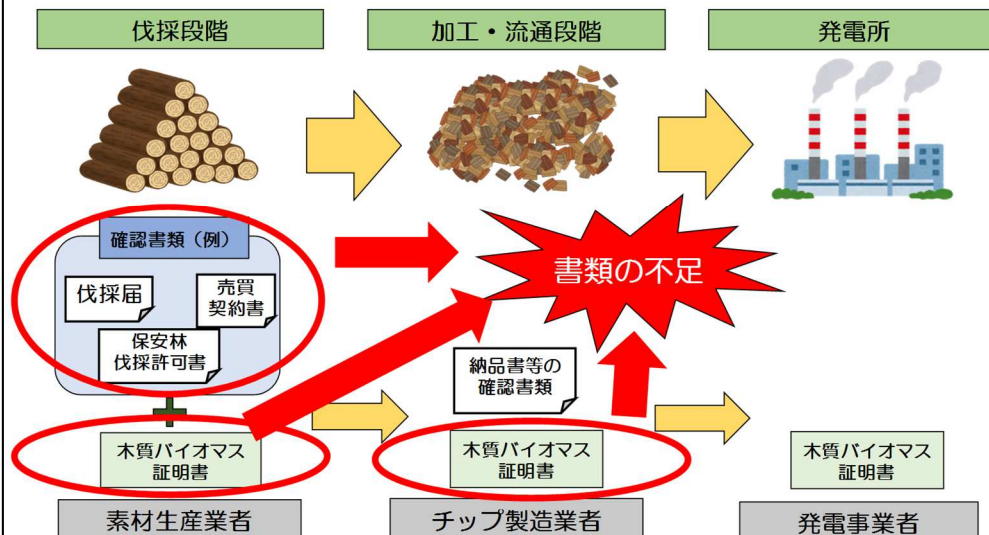 伐採段階
加工・流通段階
発電所
確認書類（例）
伐採届
売買
契約書
保安林
伐採許可書
書類の不足
納品書等の
確認書類
木質バイオマス
証明書
木質バイオマス
証明書
木質バイオマス
証明書
素材生産業者
チップ製造業者
発電事業者